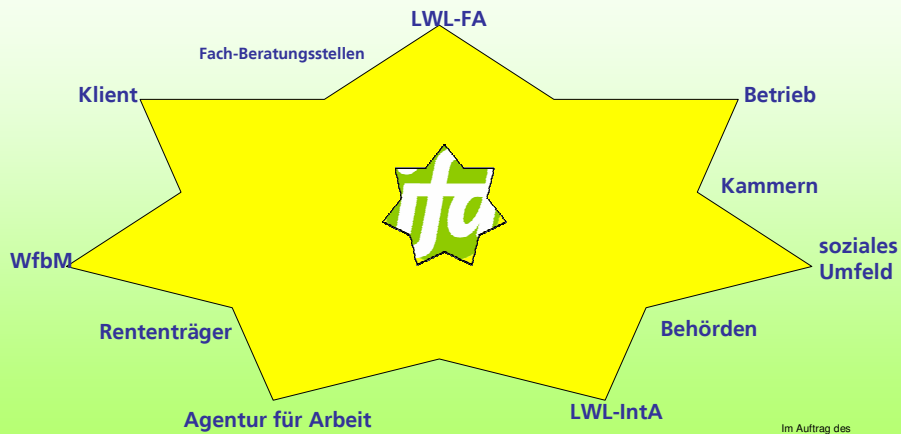 LWL-FA
Fach-Beratungsstellen
Klient
Betrieb
ifd
Kammern
WfbM
soziales
Umfeld
Rententräger
Behörden
Agentur für Arbeit
LWL-IntA
Im Auftrag des